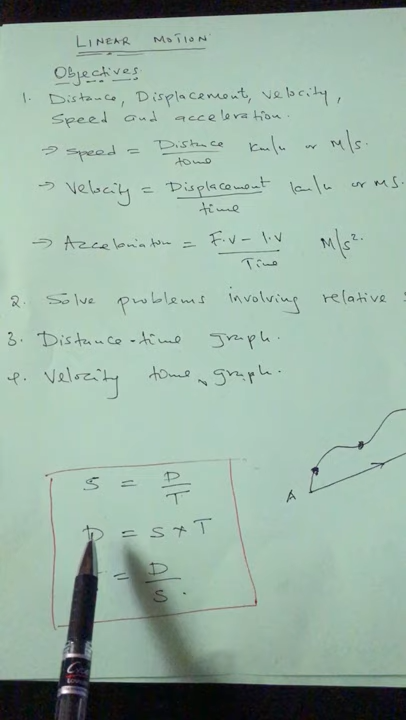 LINEAR MOTION
Objectives
1. Distance, Displacement, velocity,
Speed and acceleration.
→ Speed = Distance / time km/h or M/s.
→ Velocity = Displacement / time km/h or MS.
→ Acceleration = F.V - I.V / Time M/s².
2. Solve problems involving relative
3. Distance-time graph.
4. Velocity time graph.
A
S = D / T
D = S × T
= D / S.